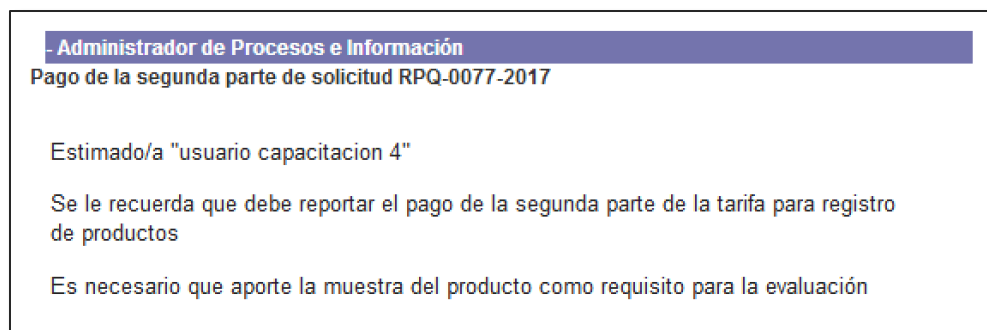 - Administrador de Procesos e Información
Pago de la segunda parte de solicitud RPQ-0077-2017
Estimado/a "usuario capacitacion 4"
Se le recuerda que debe reportar el pago de la segunda parte de la tarifa para registro
de productos
Es necesario que aporte la muestra del producto como requisito para la evaluación